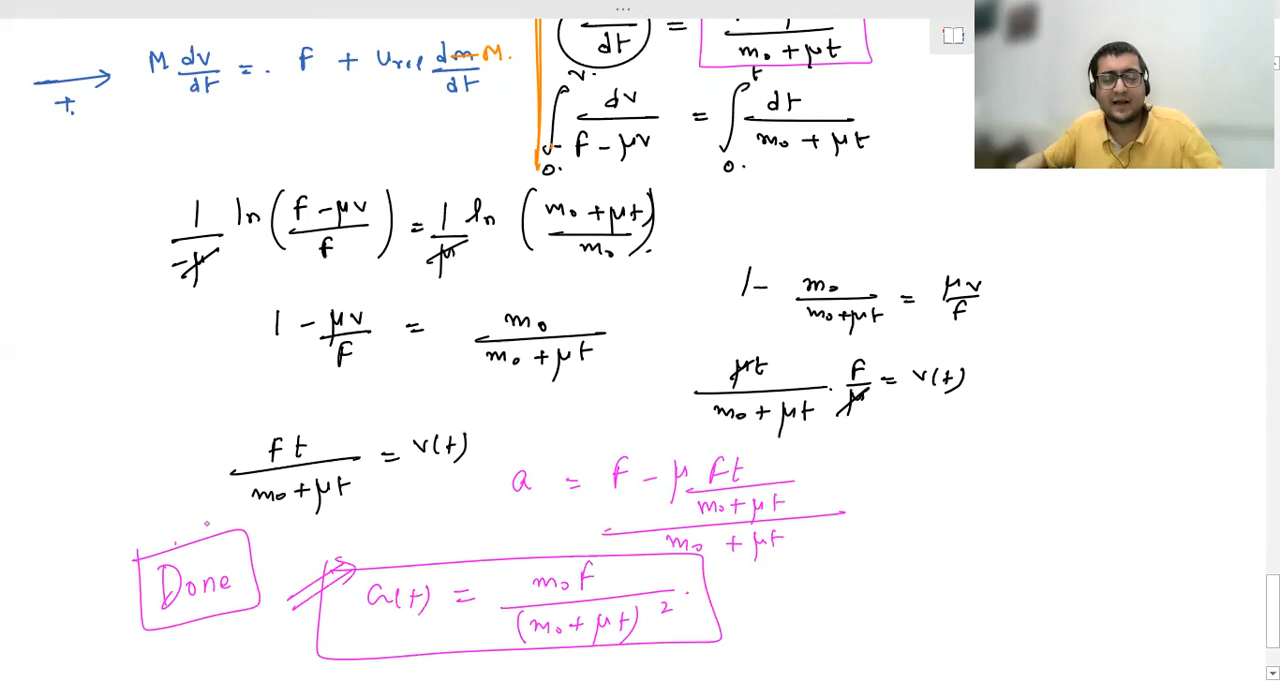 M dv/dt = . F + Urel dM/dt .
+.
dt = m₀ + μt
∫₀^v dv/(F - μv) = ∫₀^t dt/(m₀ + μt)
1/-μ ln((F - μv)/F) = 1/μ ln((m₀ + μt)/m₀) .
1 - m₀/(m₀+μt) = μv/F
1 - μv/F = m₀/(m₀ + μt)
μt/(m₀ + μt) . F/μ = v(t)
Ft/(m₀+μt) = v(t)
a = (F - μ Ft/(m₀+μt))/(m₀ + μt)
Done
a(t) = m₀F/(m₀ + μt)² .